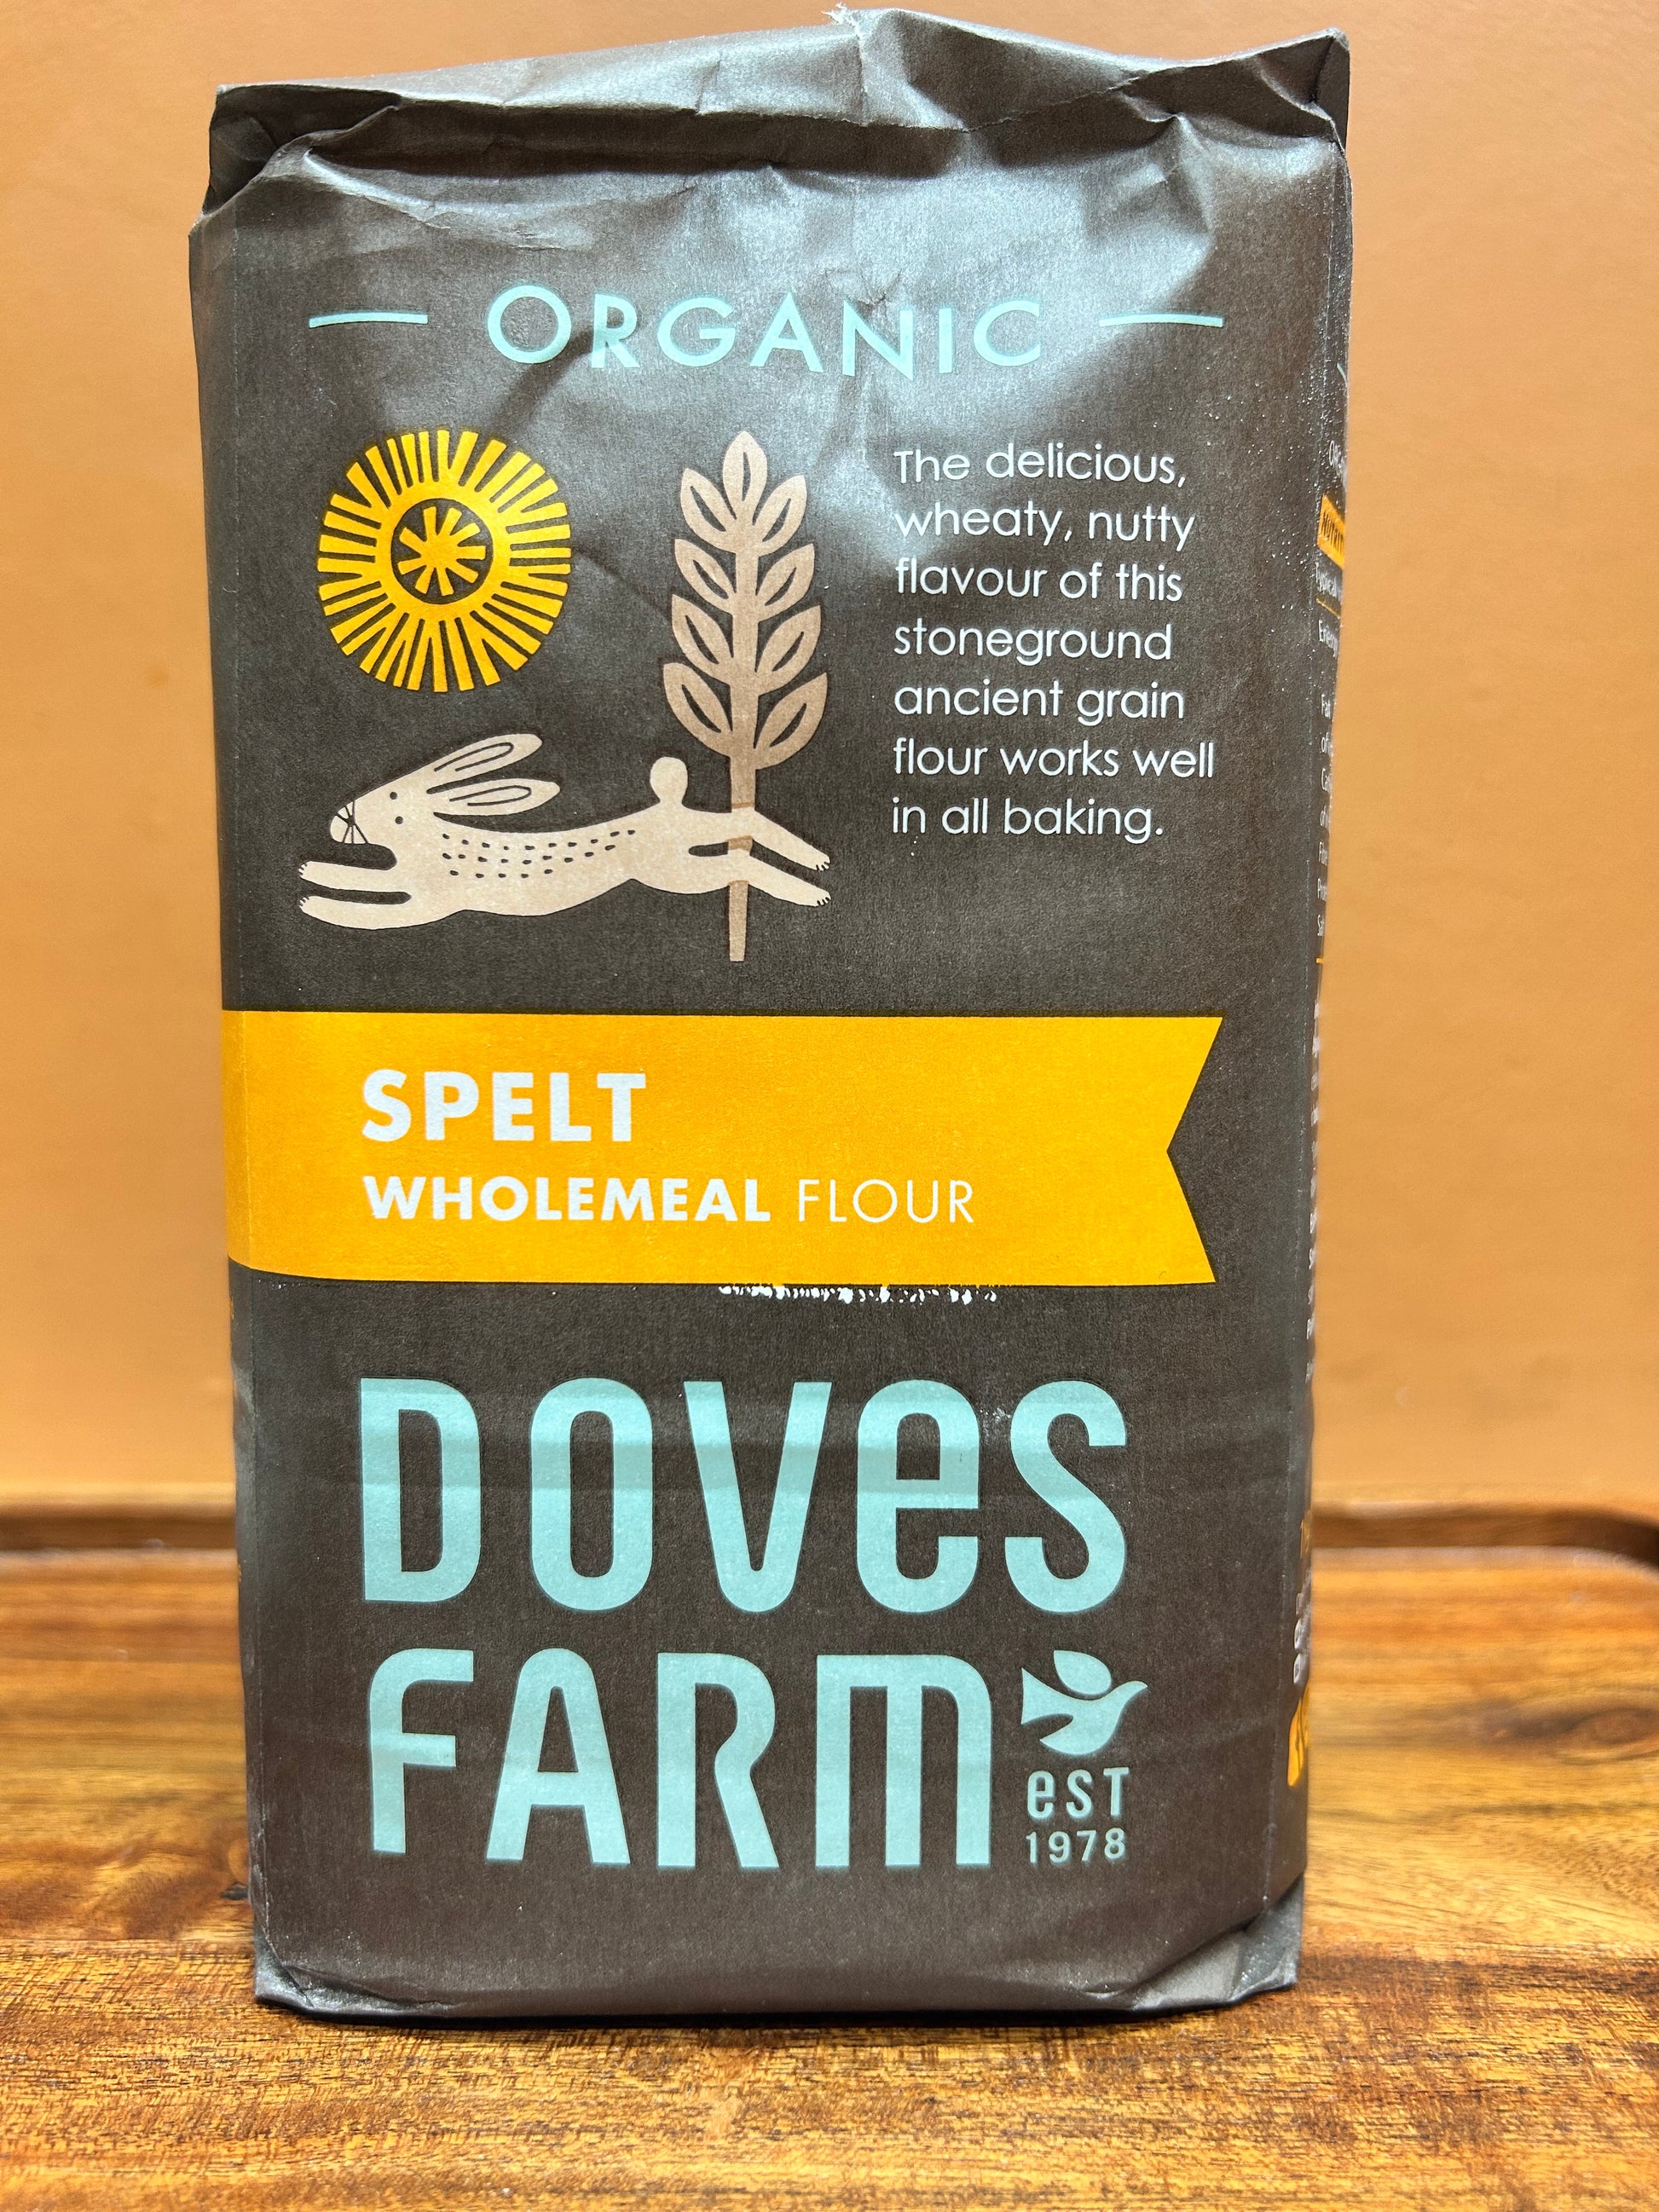 ORGANIC
The delicious,
wheaty, nutty
flavour of this
stoneground
ancient grain
flour works well
in all baking.
SPELT
WHOLEMEAL FLOUR
DOVES
FARM
EST
1978